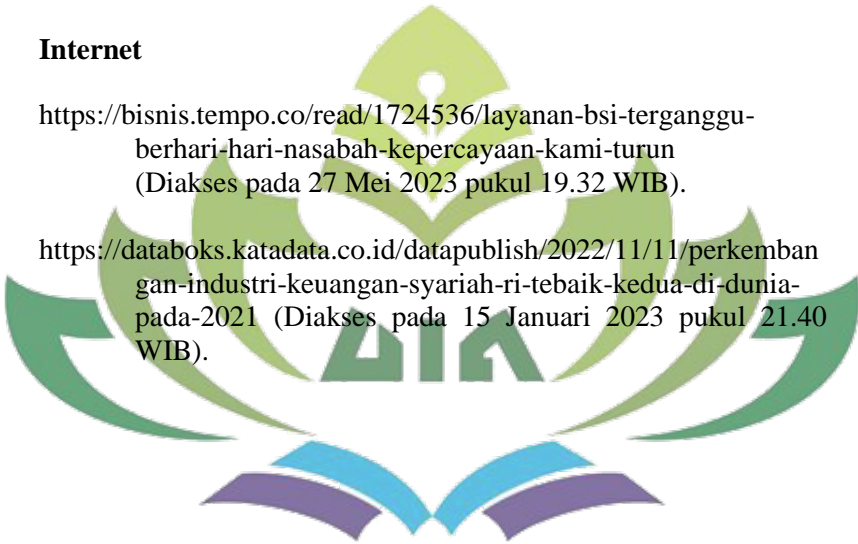 Internet
https://bisnis.tempo.co/read/1724536/layanan-bsi-terganggu-
berhari-hari-nasabah-kepercayaan-kami-turun
(Diakses pada 27 Mei 2023 pukul 19.32 WIB).
https://databoks.katadata.co.id/datapublish/2022/11/11/perkemban
gan-industri-keuangan-syariah-ri-tebaik-kedua-di-dunia-
pada-2021 (Diakses pada 15 Januari 2023 pukul 21.40
WIB).